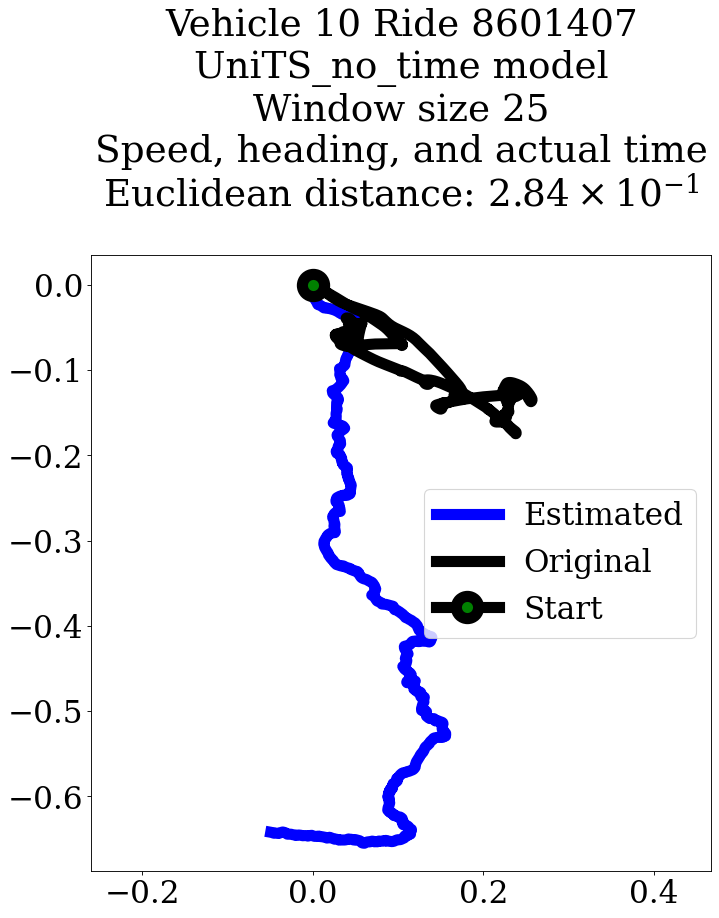 Vehicle 10 Ride 8601407
UniTS_no_time model
Window size 25
Speed, heading, and actual time
Euclidean distance: 2.84 × 10⁻¹
0.0
−0.1
−0.2
−0.3
−0.4
−0.5
−0.6
Estimated
Original
Start
−0.2
0.0
0.2
0.4